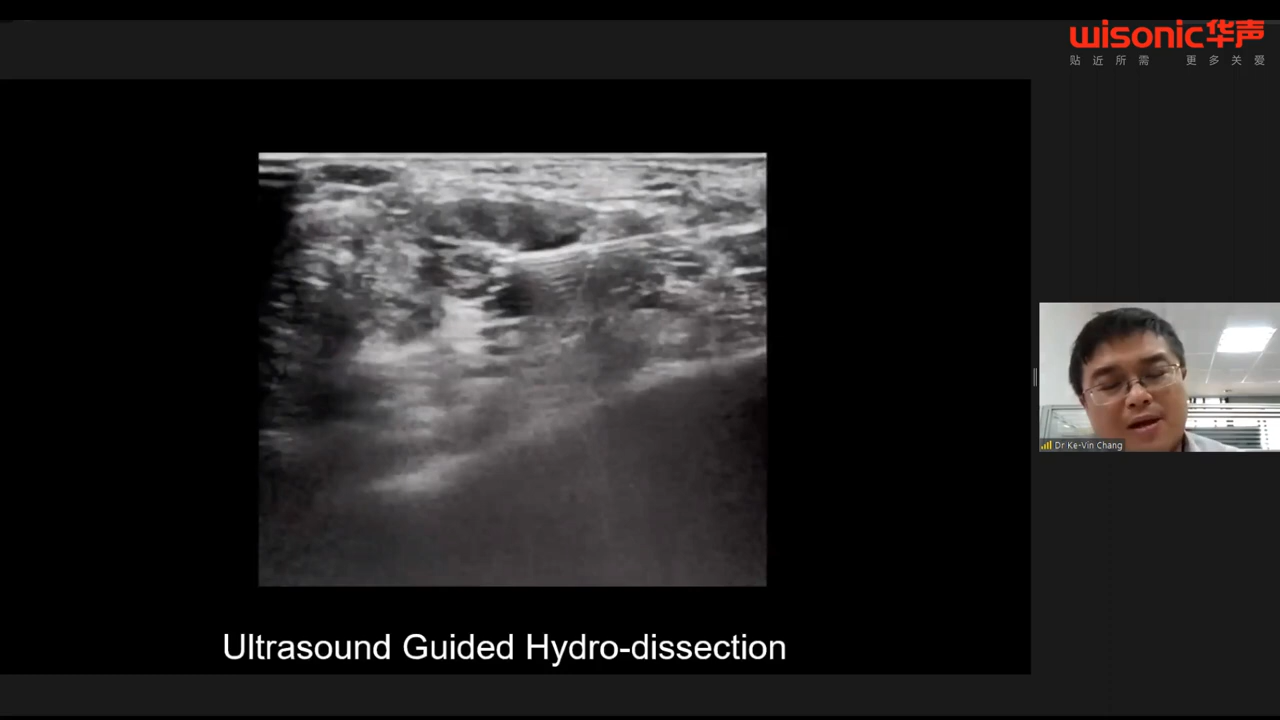 wisonic华声
贴近所需 更多关爱
Dr Ke-Vin Chang
Ultrasound Guided Hydro-dissection